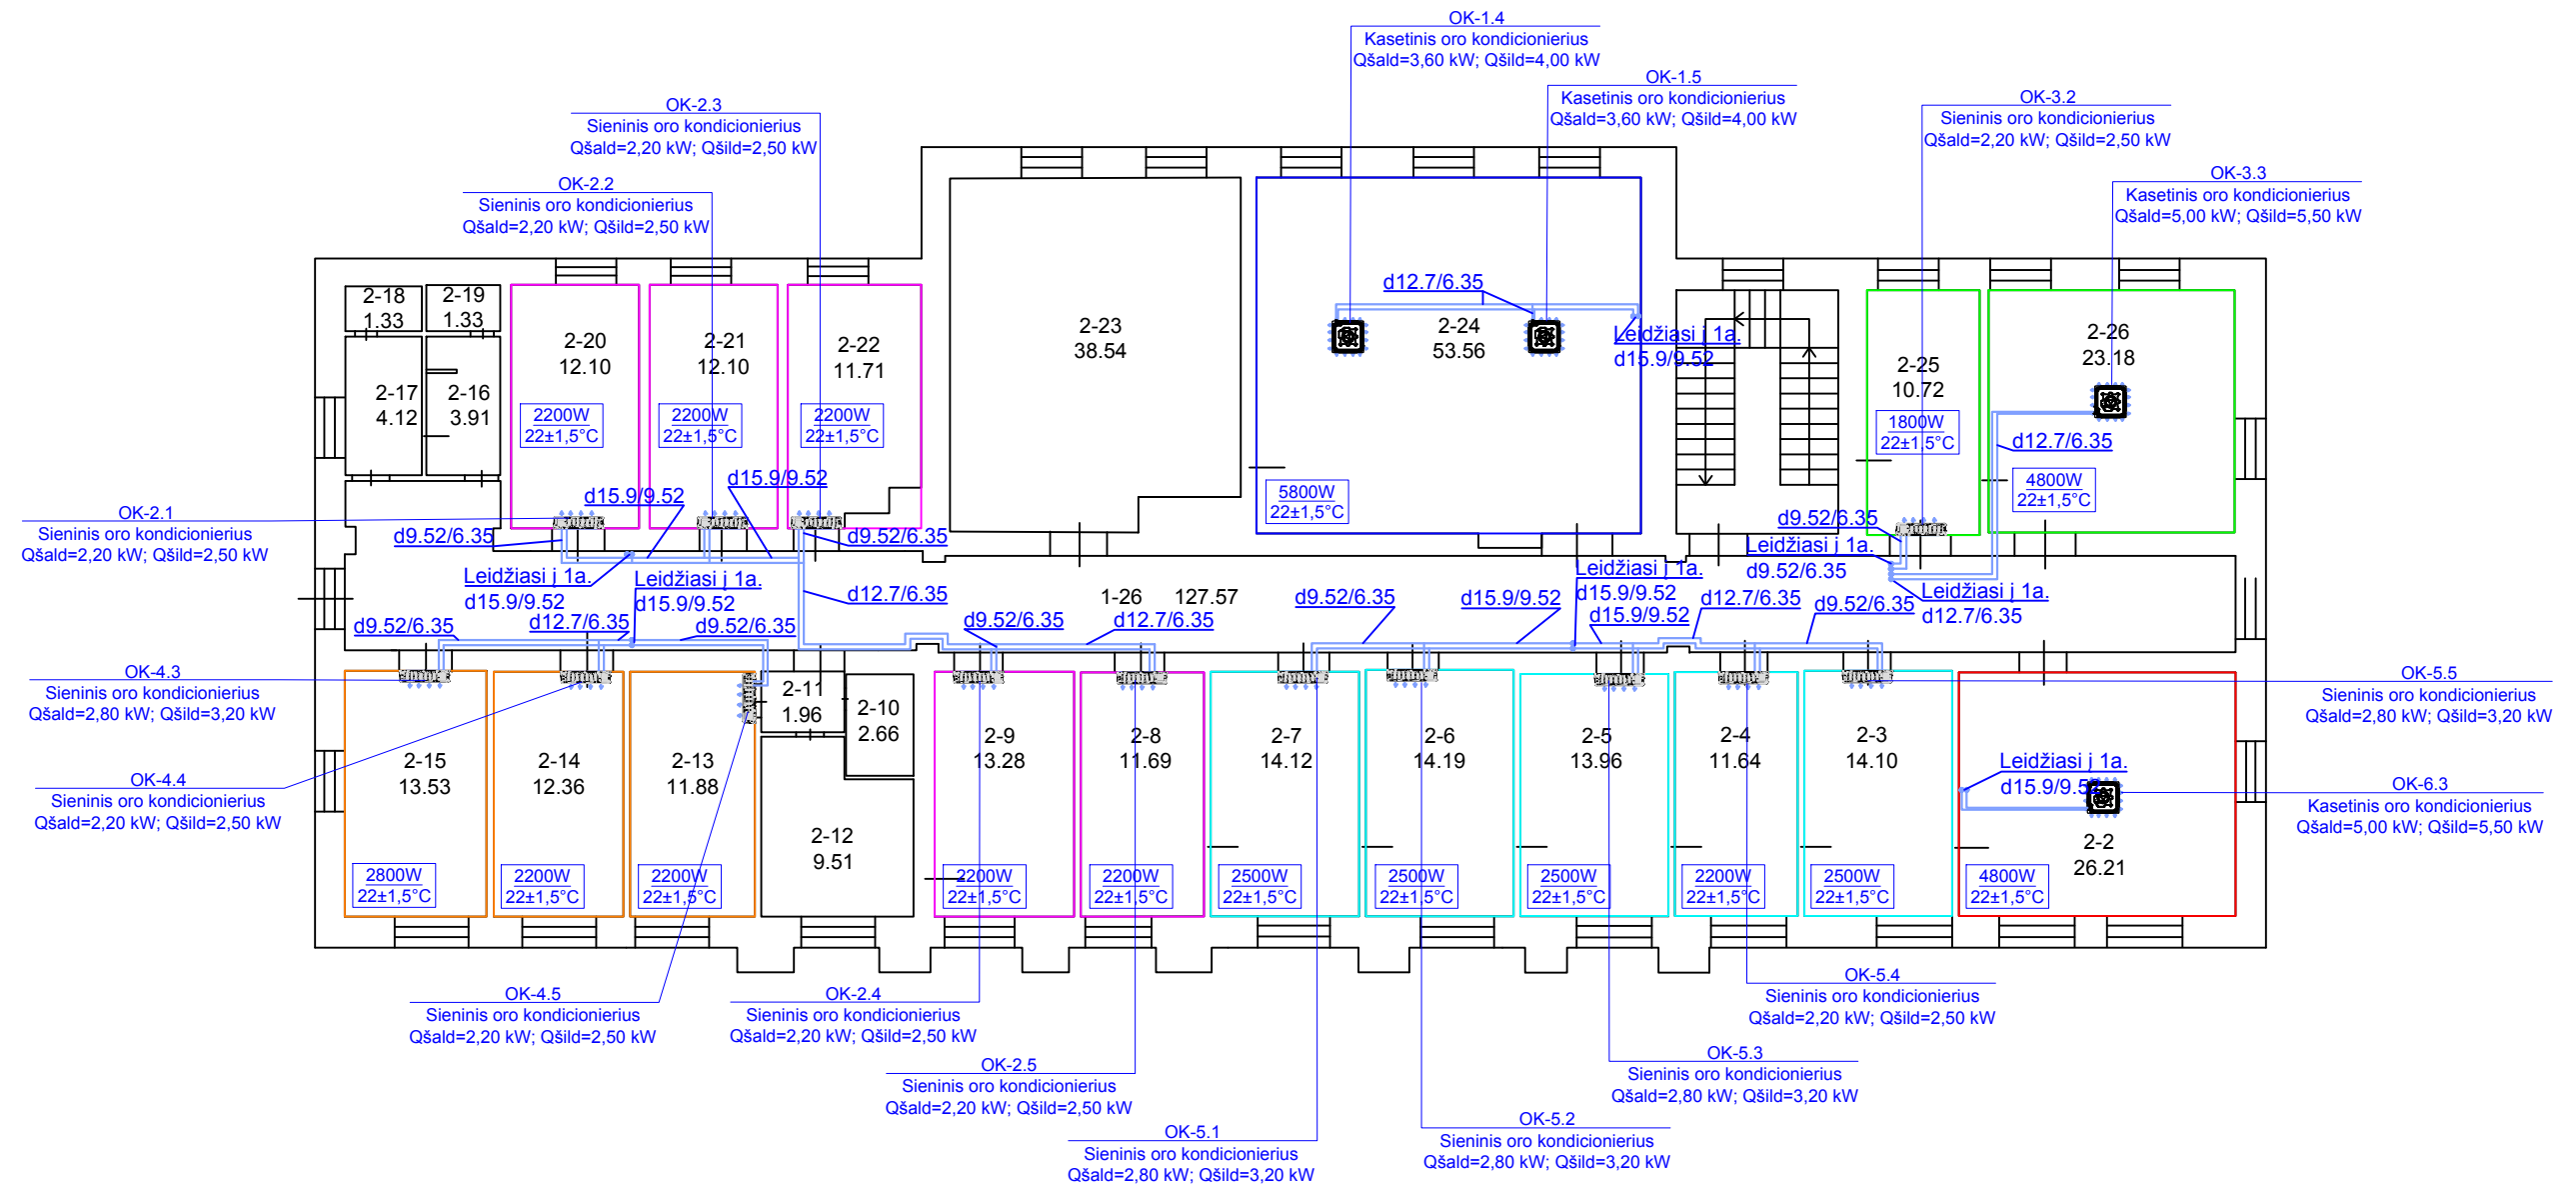 OK-1.4
Kasetinis oro kondicionierius
Qšald=3,60 kW; Qšild=4,00 kW
OK-1.5
Kasetinis oro kondicionierius
Qšald=3,60 kW; Qšild=4,00 kW
OK-2.3
Sieninis oro kondicionierius
Qšald=2,20 kW; Qšild=2,50 kW
OK-3.2
Sieninis oro kondicionierius
Qšald=2,20 kW; Qšild=2,50 kW
OK-2.2
Sieninis oro kondicionierius
Qšald=2,20 kW; Qšild=2,50 kW
OK-3.3
Kasetinis oro kondicionierius
Qšald=5,00 kW; Qšild=5,50 kW
2-18
1.33
2-19
1.33
2-17
4.12
2-16
3.91
2-20
12.10
2200W
22±1,5°C
2-21
12.10
2200W
22±1,5°C
2-22
11.71
2200W
22±1,5°C
2-23
38.54
d12.7/6.35
2-24
53.56
Leidžiasi į 1a.
d15.9/9.52
5800W
22±1,5°C
2-25
10.72
1800W
22±1,5°C
2-26
23.18
d12.7/6.35
4800W
22±1,5°C
d15.9/9.52
d15.9/9.52
OK-2.1
Sieninis oro kondicionierius
Qšald=2,20 kW; Qšild=2,50 kW
d9.52/6.35
d9.52/6.35
d9.52/6.35
Leidžiasi į 1a.
d9.52/6.35
Leidžiasi į 1a.
d15.9/9.52
Leidžiasi į 1a.
d15.9/9.52
d12.7/6.35
1-26
127.57
d9.52/6.35
d15.9/9.52
Leidžiasi į 1a.
d15.9/9.52
d15.9/9.52
d12.7/6.35
d9.52/6.35
Leidžiasi į 1a.
d12.7/6.35
d9.52/6.35
d12.7/6.35
d9.52/6.35
d9.52/6.35
d12.7/6.35
OK-4.3
Sieninis oro kondicionierius
Qšald=2,80 kW; Qšild=3,20 kW
OK-5.5
Sieninis oro kondicionierius
Qšald=2,80 kW; Qšild=3,20 kW
OK-4.4
Sieninis oro kondicionierius
Qšald=2,20 kW; Qšild=2,50 kW
OK-6.3
Kasetinis oro kondicionierius
Qšald=5,00 kW; Qšild=5,50 kW
2-15
13.53
2800W
22±1,5°C
2-14
12.36
2200W
22±1,5°C
2-13
11.88
2200W
22±1,5°C
2-11
1.96
2-10
2.66
2-12
9.51
2-9
13.28
2200W
22±1,5°C
2-8
11.69
2200W
22±1,5°C
2-7
14.12
2500W
22±1,5°C
2-6
14.19
2500W
22±1,5°C
2-5
13.96
2500W
22±1,5°C
2-4
11.64
2200W
22±1,5°C
2-3
14.10
2500W
22±1,5°C
Leidžiasi į 1a.
d15.9/9.52
2-2
26.21
4800W
22±1,5°C
OK-4.5
Sieninis oro kondicionierius
Qšald=2,20 kW; Qšild=2,50 kW
OK-2.4
Sieninis oro kondicionierius
Qšald=2,20 kW; Qšild=2,50 kW
OK-5.4
Sieninis oro kondicionierius
Qšald=2,20 kW; Qšild=2,50 kW
OK-2.5
Sieninis oro kondicionierius
Qšald=2,20 kW; Qšild=2,50 kW
OK-5.3
Sieninis oro kondicionierius
Qšald=2,80 kW; Qšild=3,20 kW
OK-5.1
Sieninis oro kondicionierius
Qšald=2,80 kW; Qšild=3,20 kW
OK-5.2
Sieninis oro kondicionierius
Qšald=2,80 kW; Qšild=3,20 kW